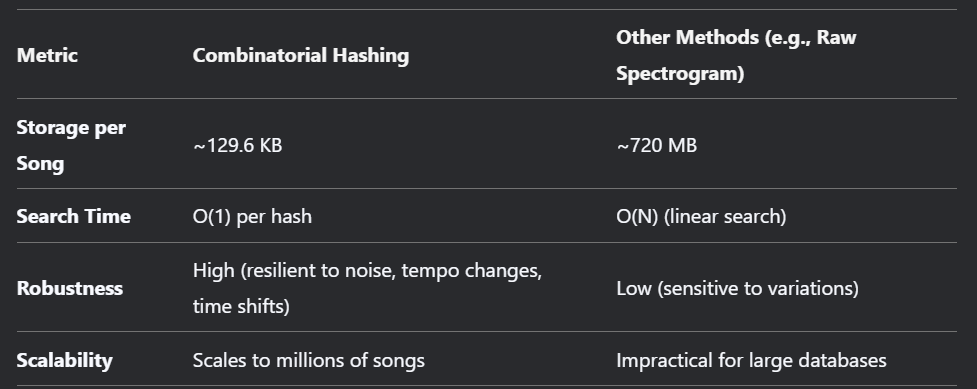 Metric
Combinatorial Hashing
Other Methods (e.g., Raw
Spectrogram)
Storage per
Song
~129.6 KB
~720 MB
Search Time
O(1) per hash
O(N) (linear search)
Robustness
High (resilient to noise, tempo changes,
time shifts)
Low (sensitive to variations)
Scalability
Scales to millions of songs
Impractical for large databases